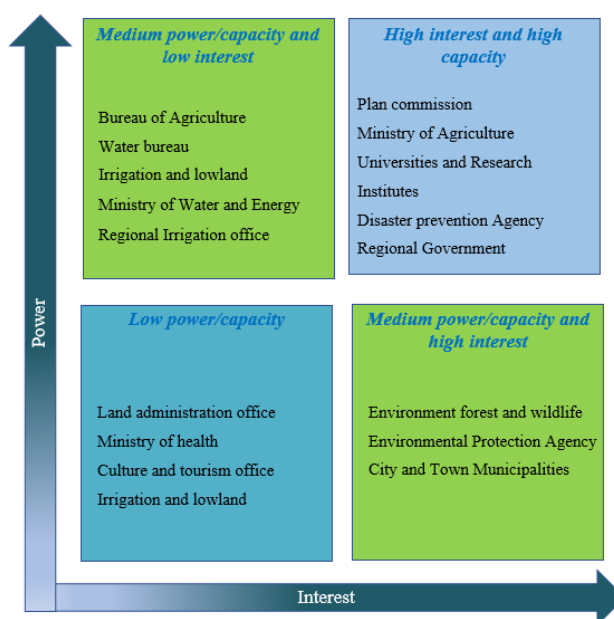 Medium power/capacity and
low interest
Bureau of Agriculture
Water bureau
Irrigation and lowland
Ministry of Water and Energy
Regional Irrigation office
High interest and high
capacity
Plan commission
Ministry of Agriculture
Universities and Research
Institutes
Disaster prevention Agency
Regional Government
Power
Low power/capacity
Land administration office
Ministry of health
Culture and tourism office
Irrigation and lowland
Medium power/capacity and
high interest
Environment forest and wildlife
Environmental Protection Agency
City and Town Municipalities
Interest